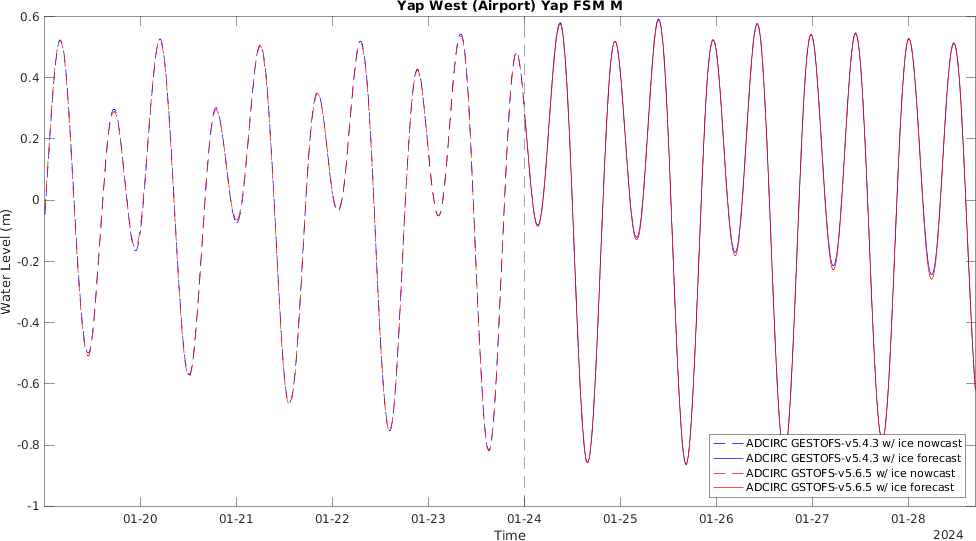 Yap West (Airport) Yap FSM M
0.6
0.4
0.2
0
-0.2
-0.4
-0.6
-0.8
-1
Water Level (m)
ADCIRC GESTOFS-v5.4.3 w/ ice nowcast
ADCIRC GESTOFS-v5.4.3 w/ ice forecast
ADCIRC GSTOFS-v5.6.5 w/ ice nowcast
ADCIRC GSTOFS-v5.6.5 w/ ice forecast
01-20 01-21 01-22 01-23 01-24 01-25 01-26 01-27 01-28
Time
2024